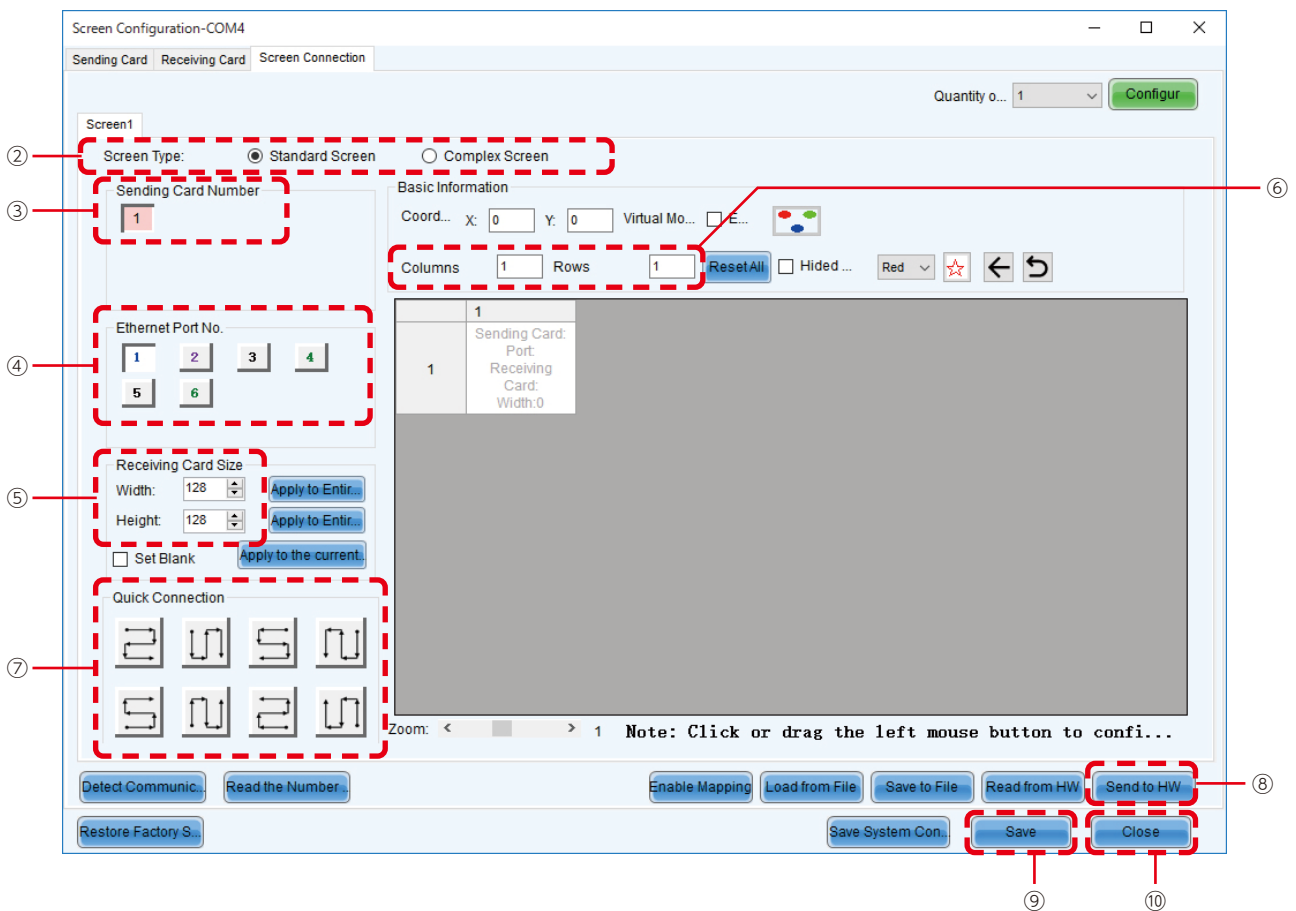 Screen Configuration-COM4
Sending Card Receiving Card Screen Connection
Quantity o... 1 Configur
Screen1
② Screen Type: Standard Screen Complex Screen
③ Sending Card Number
1
Basic Information
Coord... X: 0 Y: 0 Virtual Mo... E...
⑥
Columns 1 Rows 1 Reset All Hided ... Red
④ Ethernet Port No.
1 2 3 4
5 6
1
1
Sending Card:
Port:
Receiving
Card:
Width:0
⑤ Receiving Card Size
Width: 128 Apply to Entir...
Height: 128 Apply to Entir...
Set Blank Apply to the current..
⑦ Quick Connection
Zoom: 1 Note: Click or drag the left mouse button to confi...
Detect Communic... Read the Number .. Enable Mapping Load from File Save to File Read from HW Send to HW ⑧
Restore Factory S... Save System Con... Save Close
⑨ ⑩